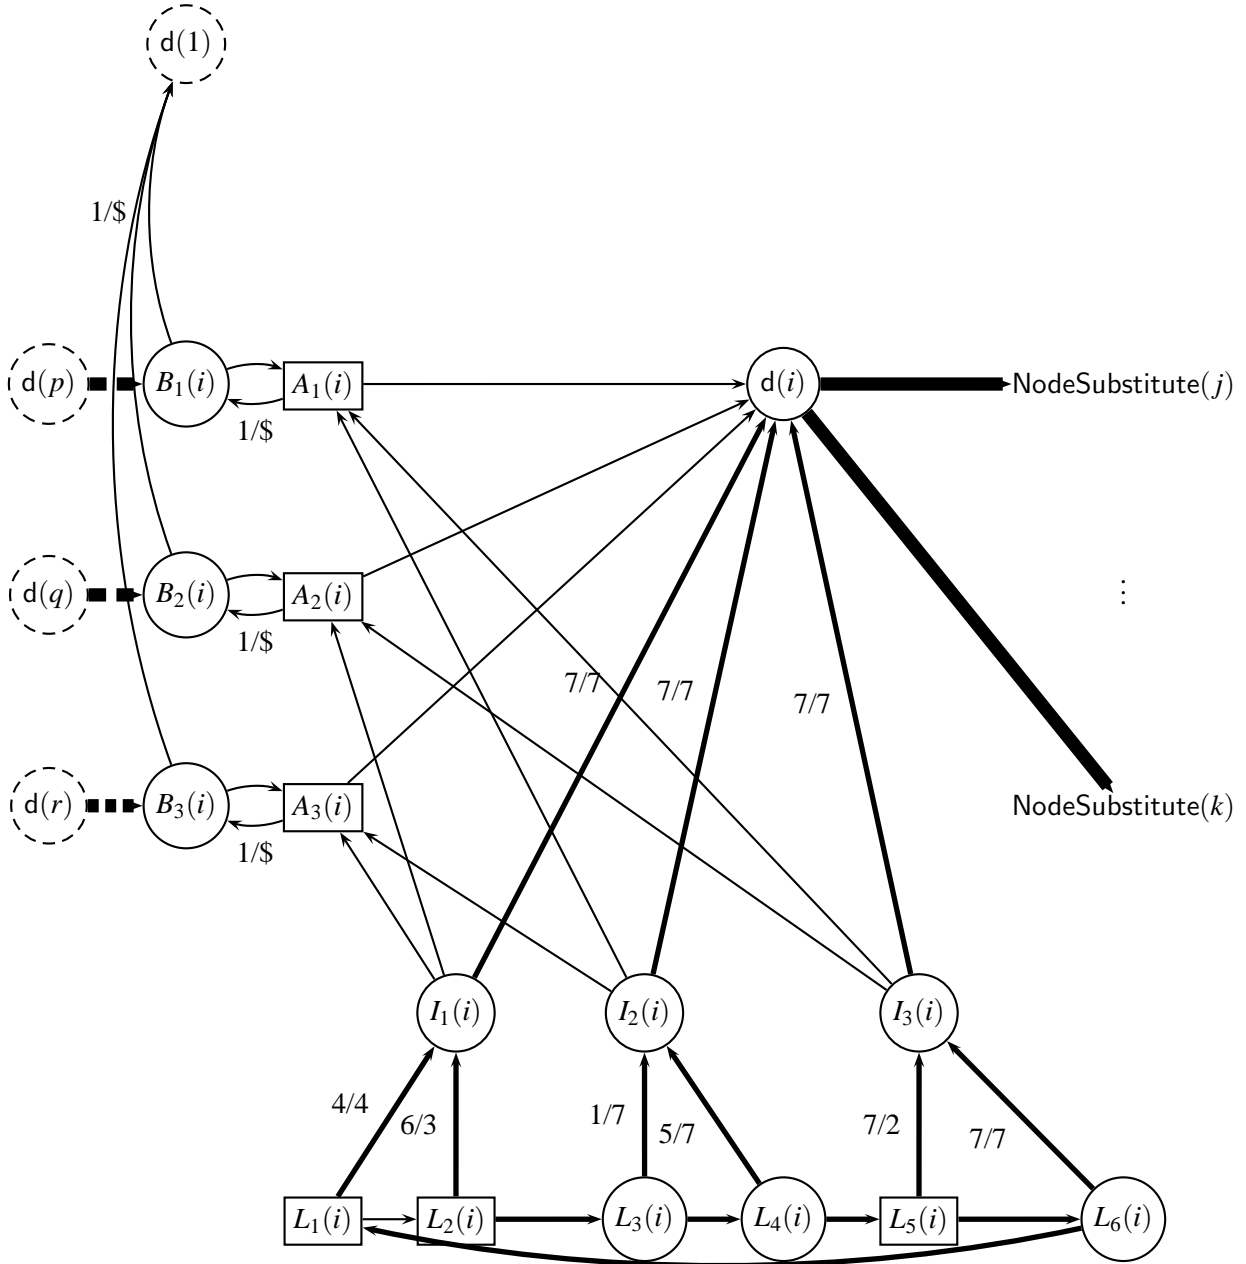 d(1)
1/$
d(p)
B₁(i)
A₁(i)
d(i)
NodeSubstitute(j)
1/$
d(q)
B₂(i)
A₂(i)
⋮
1/$
7/7
7/7
7/7
d(r)
B₃(i)
A₃(i)
NodeSubstitute(k)
1/$
I₁(i)
I₂(i)
I₃(i)
4/4
6/3
1/7
5/7
7/2
7/7
L₁(i)
L₂(i)
L₃(i)
L₄(i)
L₅(i)
L₆(i)